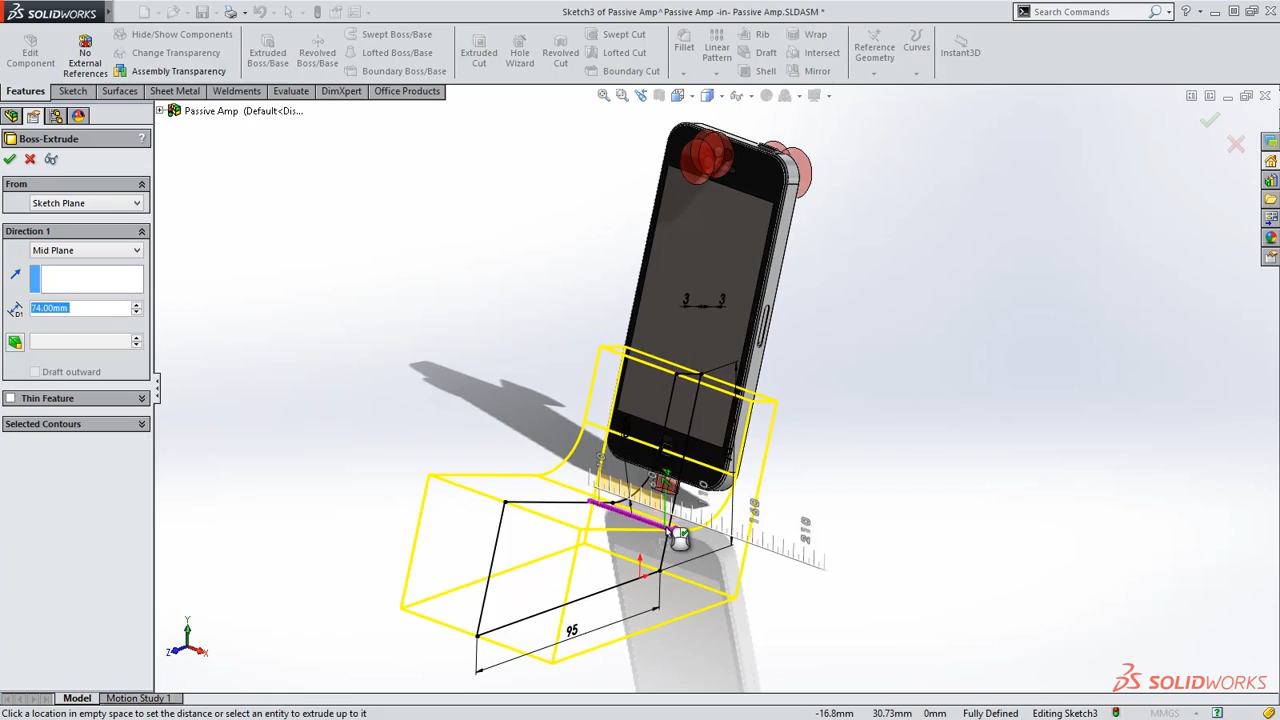 SOLIDWORKS
Sketch3 of Passive Amp^Passive Amp -in- Passive Amp.SLDASM *
Search Commands
?
Edit Component
No External References
Hide/Show Components
Change Transparency
Assembly Transparency
Extruded Boss/Base
Revolved Boss/Base
Swept Boss/Base
Lofted Boss/Base
Boundary Boss/Base
Extruded Cut
Hole Wizard
Revolved Cut
Swept Cut
Lofted Cut
Boundary Cut
Fillet
Linear Pattern
Rib
Draft
Shell
Wrap
Intersect
Mirror
Reference Geometry
Curves
Instant3D
Features
Sketch
Surfaces
Sheet Metal
Weldments
Evaluate
DimXpert
Office Products
Passive Amp (Default<Dis...
Boss-Extrude
?
From
Sketch Plane
Direction 1
Mid Plane
D1
74.00mm
Draft outward
Thin Feature
Selected Contours
3
3
160
210
95
Y
Z
X
SOLIDWORKS
Model
Motion Study 1
Click a location in empty space to set the distance or select an entity to extrude up to it
-16.8mm
30.73mm
0mm
Fully Defined
Editing Sketch3
MMGS
?